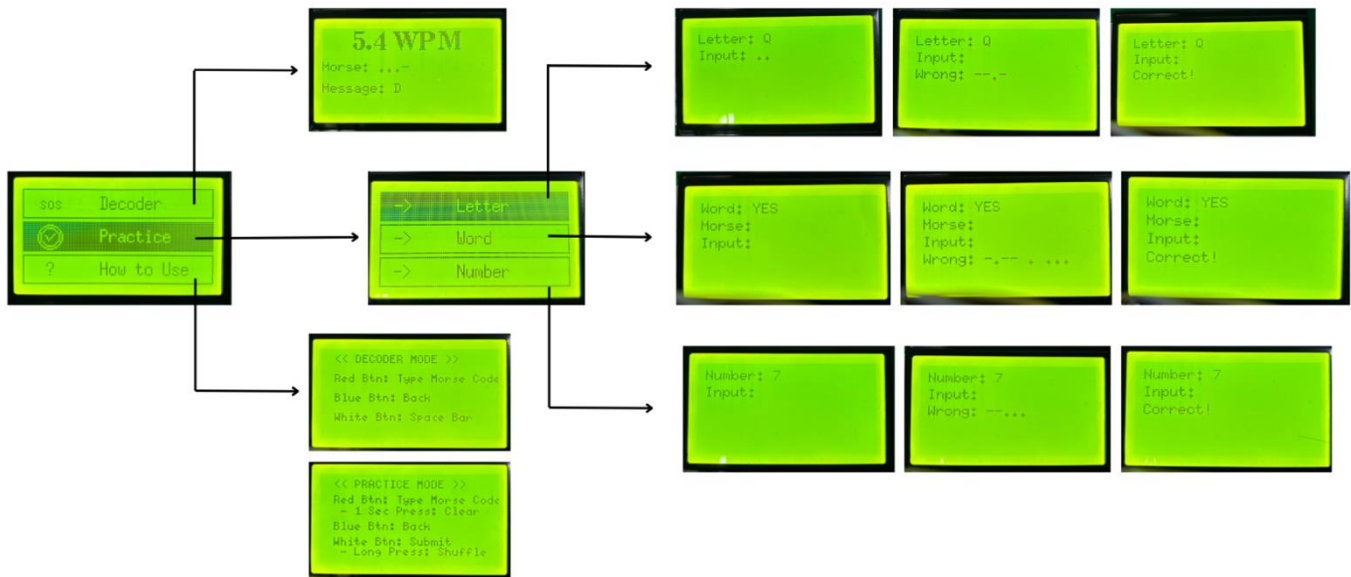 5.4 WPM
Morse: ...-
Message: D
SOS Decoder
Practice
? How to Use
-> Letter
-> Word
-> Number
<< DECODER MODE >>
Red Btn: Type Morse Code
Blue Btn: Back
White Btn: Space Bar
<< PRACTICE MODE >>
Red Btn: Type Morse Code
- 1 Sec Press: Clear
Blue Btn: Back
White Btn: Submit
- Long Press: Shuffle
Letter: Q
Input: ..
Letter: Q
Input:
Wrong: --.-
Letter: Q
Input:
Correct!
Word: YES
Morse:
Input:
Word: YES
Morse:
Input:
Wrong: -.-- . ...
Word: YES
Morse:
Input:
Correct!
Number: 7
Input:
Number: 7
Input:
Wrong: --...
Number: 7
Input:
Correct!